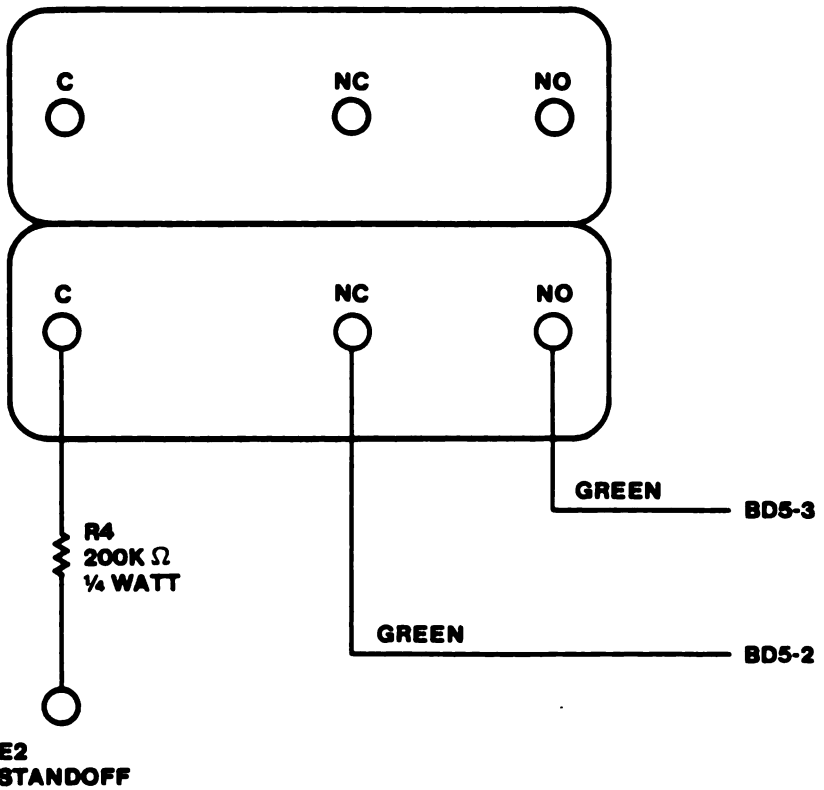 C NC NO
C NC NO
GREEN BD5-3
R4
200K Ω
¼ WATT
GREEN BD5-2
E2
STANDOFF